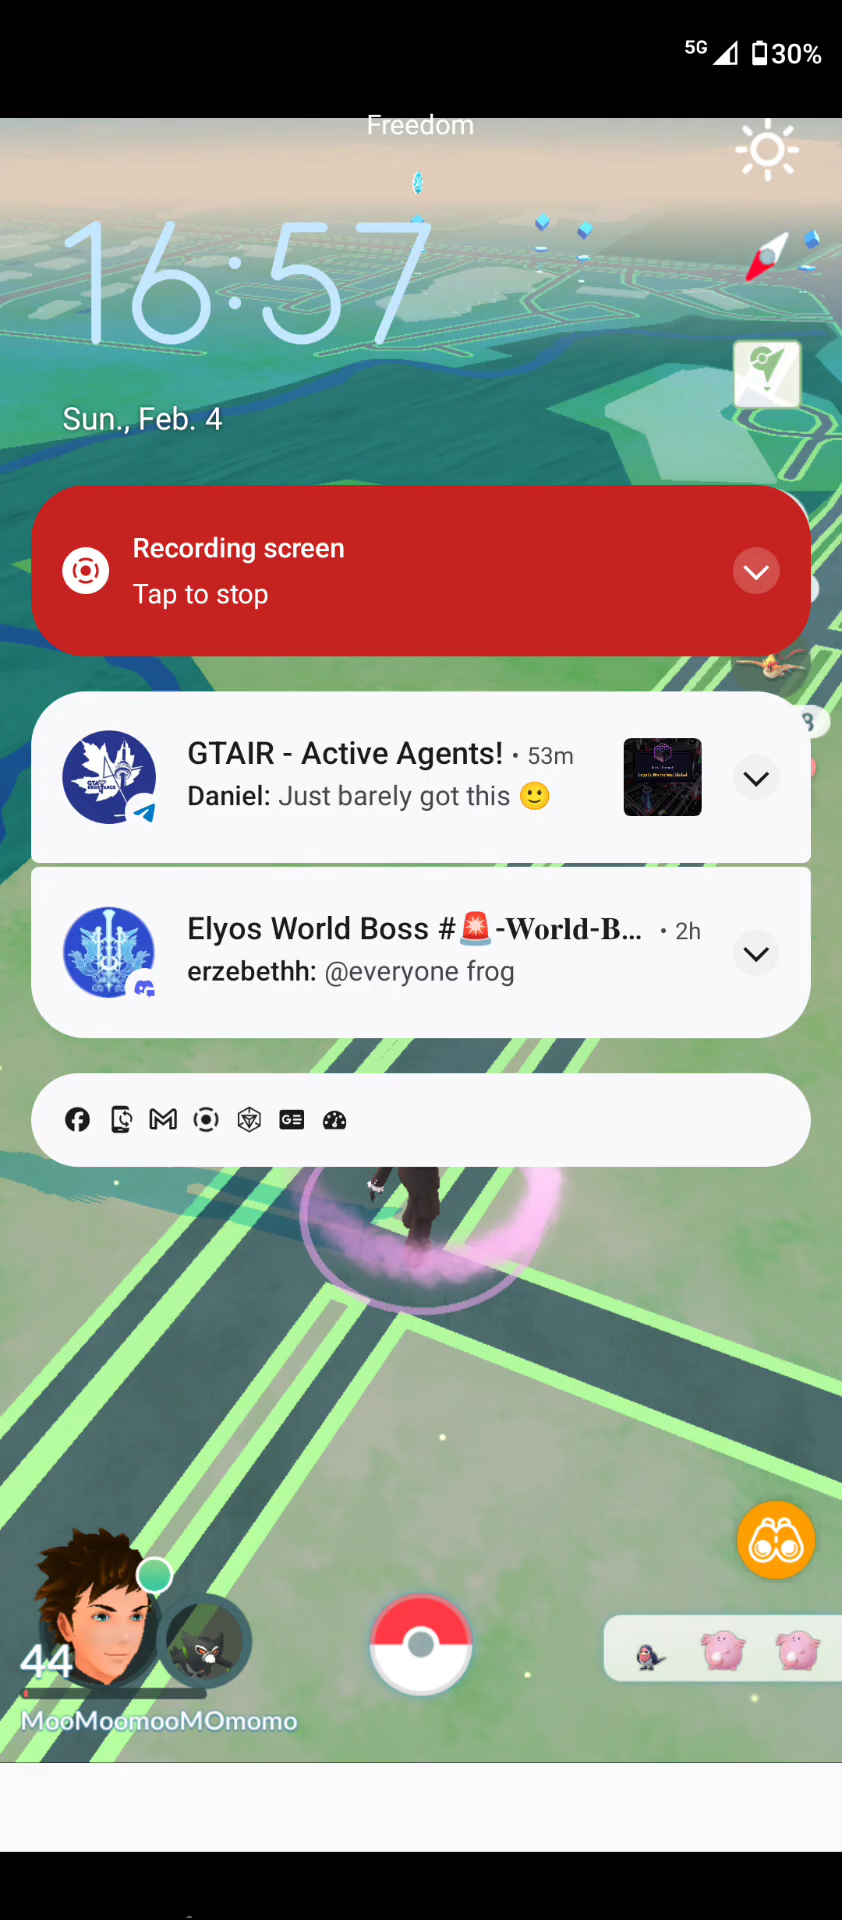 5G 30%
Freedom
16:57
Sun., Feb. 4
Recording screen
Tap to stop
GTAIR - Active Agents! · 53m
Daniel: Just barely got this 🙂
Elyos World Boss #🚨-𝐖𝐨𝐫𝐥𝐝-𝐁... · 2h
erzebethh: @everyone frog
GE
44
MooMoomooMOmomo